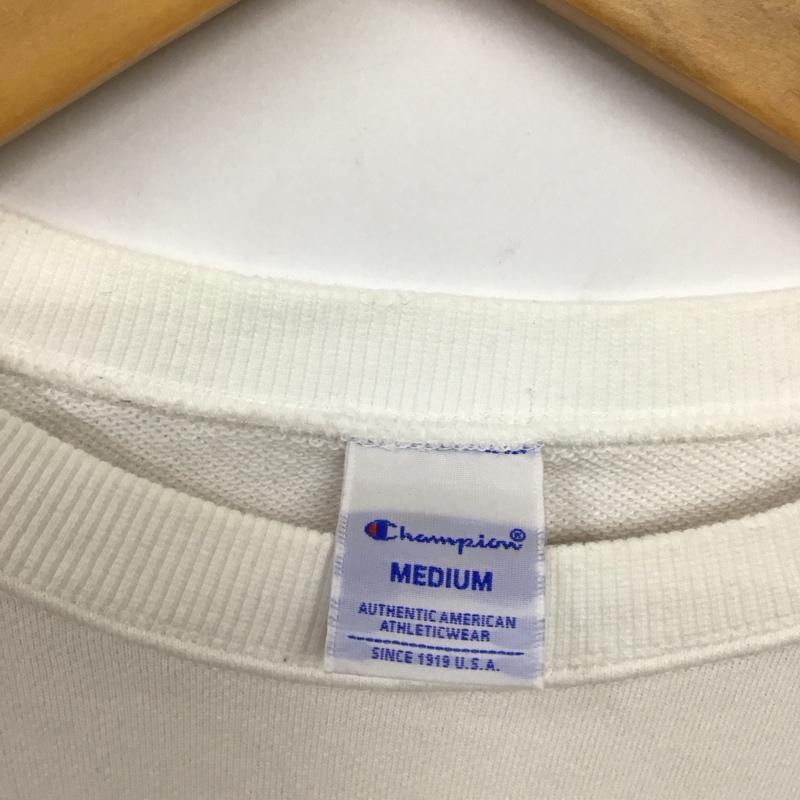 Champion®
MEDIUM
AUTHENTIC AMERICAN
ATHLETICWEAR
SINCE 1919 U.S.A.